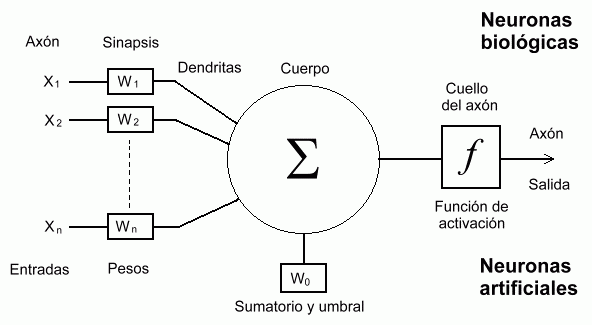 Neuronas
biológicas
Axón
Sinapsis
Dendritas
Cuerpo
Cuello
del axón
X1
W1
X2
W2
Σ
f
Axón
Salida
Xn
Wn
Función de
activación
Entradas
Pesos
W0
Sumatorio y umbral
Neuronas
artificiales